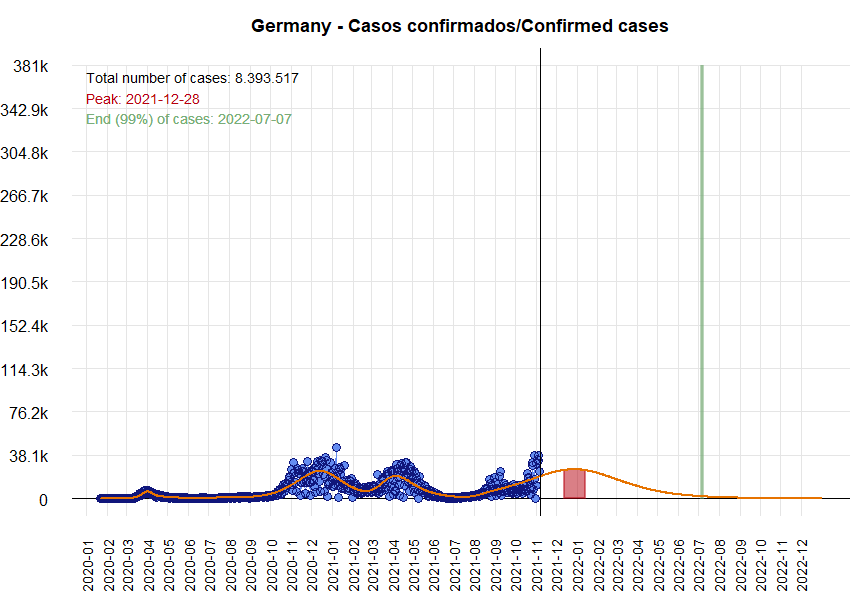 Germany - Casos confirmados/Confirmed cases
381k
Total number of cases: 8.393.517
Peak: 2021-12-28
342.9k
End (99%) of cases: 2022-07-07
304.8k
266.7k
228.6k
190.5k
152.4k
114.3k
76.2k
38.1k
0
2020-01
2020-02
2020-03
2020-04
2020-05
2020-06
2020-07
2020-08
2020-09
2020-10
2020-11
2020-12
2021-01
2021-02
2021-03
2021-04
2021-05
2021-06
2021-07
2021-08
2021-09
2021-10
2021-11
2021-12
2022-01
2022-02
2022-03
2022-04
2022-05
2022-06
2022-07
2022-08
2022-09
2022-10
2022-11
2022-12